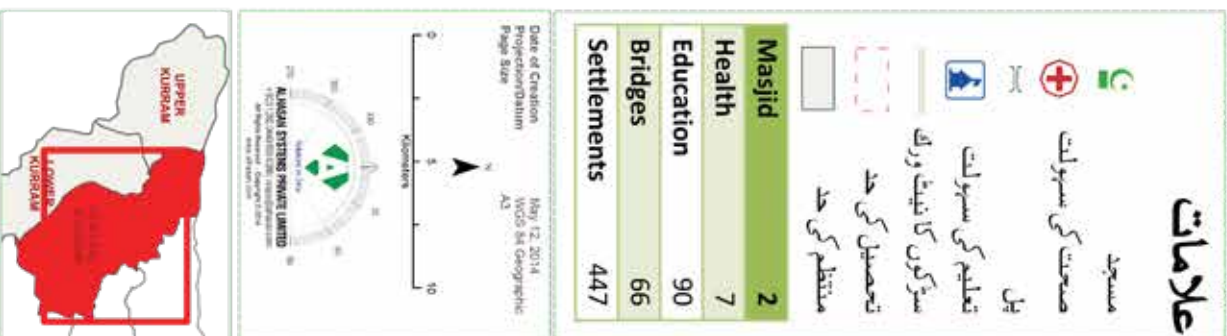 علامات
مسجد
صحت کی سہولت
پل
تعلیم کی سہولت
سڑکوں کا نیٹ ورک
تحصیل کی حد
منتظم کی حد
Masjid 2
Health 7
Education 90
Bridges 66
Settlements 447
Date of Creation May 12, 2014
Projection/Datum WGS 84 Geographic
Page Size A3
N
0 5 10
Kilometers
ALHASAN SYSTEMS PRIVATE LIMITED
UPPER
KURRAM
LOWER
KURRAM